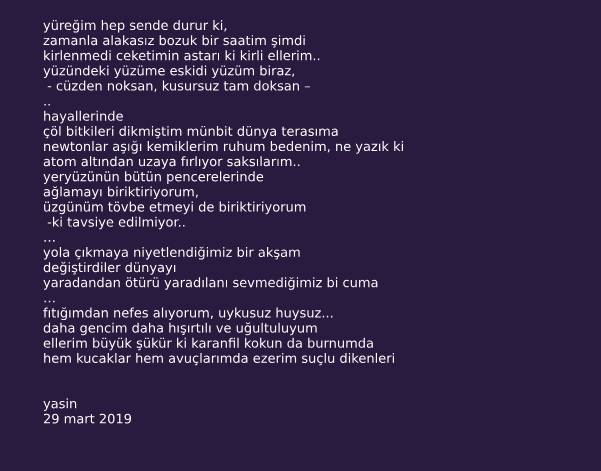 yüreğim hep sende durur ki,
zamanla alakasız bozuk bir saatim şimdi
kirlenmedi ceketimin astarı ki kirli ellerim..
yüzündeki yüzüme eskidi yüzüm biraz,
- cüzden noksan, kusursuz tam doksan –
..
hayallerinde
çöl bitkileri dikmiştim münbit dünya terasıma
newtonlar aşığı kemiklerim ruhum bedenim, ne yazık ki
atom altından uzaya fırlıyor saksılarım..
yeryüzünün bütün pencerelerinde
ağlamayı biriktiriyorum,
üzgünüm tövbe etmeyi de biriktiriyorum
-ki tavsiye edilmiyor..
...
yola çıkmaya niyetlendiğimiz bir akşam
değiştirdiler dünyayı
yaradandan ötürü yaradılanı sevmediğimiz bi cuma
...
fıtığımdan nefes alıyorum, uykusuz huysuz...
daha gencim daha hışırtılı ve uğultuluyum
ellerim büyük şükür ki karanfil kokun da burnumda
hem kucaklar hem avuçlarımda ezerim suçlu dikenleri
yasin
29 mart 2019